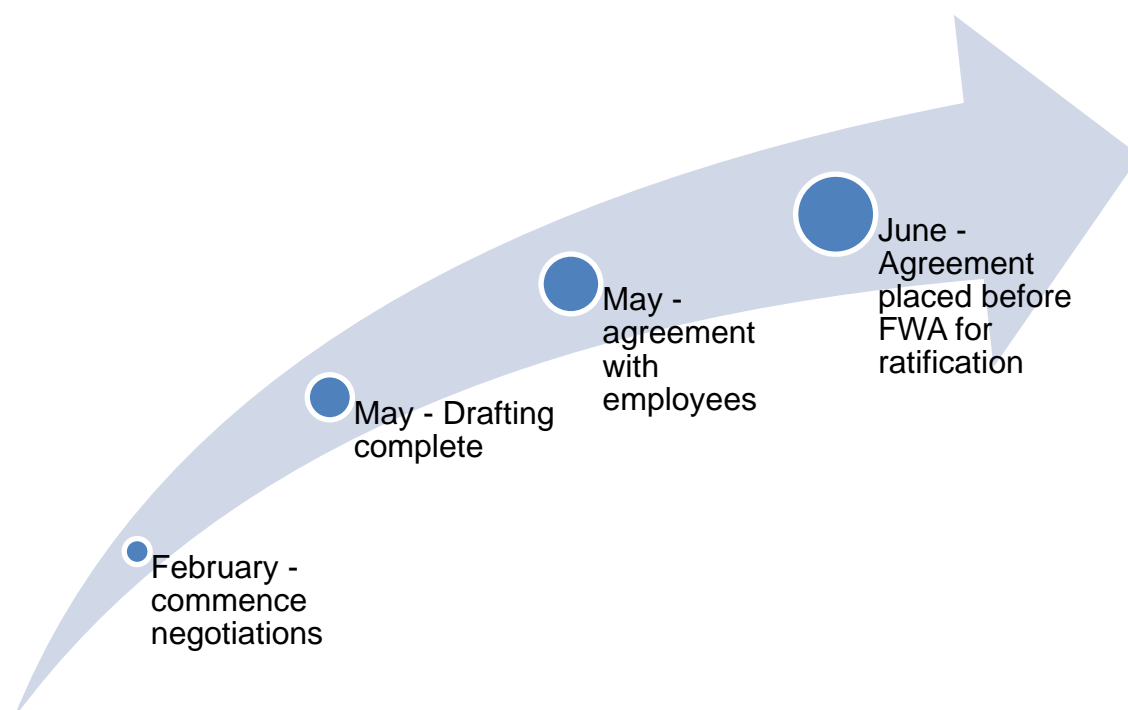 February -
commence
negotiations
May - Drafting
complete
May -
agreement
with
employees
June -
Agreement
placed before
FWA for
ratification